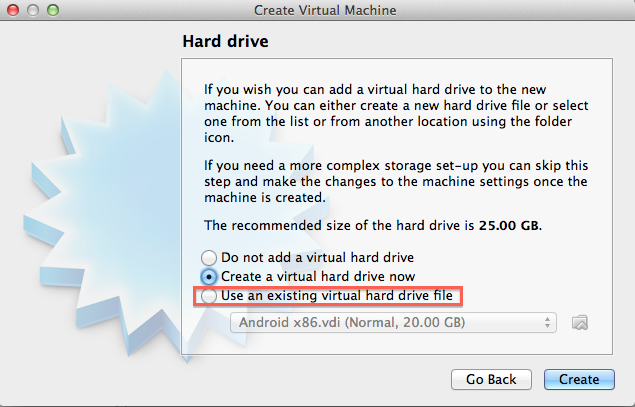 Create Virtual Machine
Hard drive
If you wish you can add a virtual hard drive to the new
machine. You can either create a new hard drive file or select
one from the list or from another location using the folder
icon.
If you need a more complex storage set-up you can skip this
step and make the changes to the machine settings once the
machine is created.
The recommended size of the hard drive is 25.00 GB.
Do not add a virtual hard drive
Create a virtual hard drive now
Use an existing virtual hard drive file
Android x86.vdi (Normal, 20.00 GB)
Go Back
Create